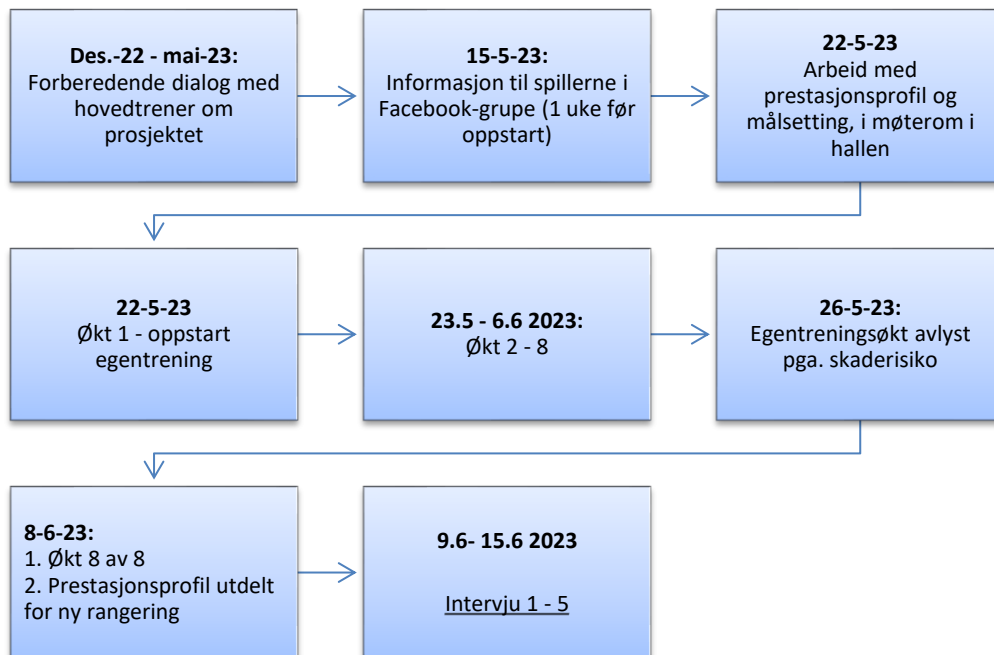 Des.-22 - mai-23:
Forberedende dialog med
hovedtrener om
prosjektet
15-5-23:
Informasjon til spillerne i
Facebook-grupe (1 uke før
oppstart)
22-5-23
Arbeid med
prestasjonsprofil og
målsetting, i møterom i
hallen
22-5-23
Økt 1 - oppstart
egentrening
23.5 - 6.6 2023:
Økt 2 - 8
26-5-23:
Egentreningsøkt avlyst
pga. skaderisiko
8-6-23:
1. Økt 8 av 8
2. Prestasjonsprofil utdelt
for ny rangering
9.6- 15.6 2023
Intervju 1 - 5